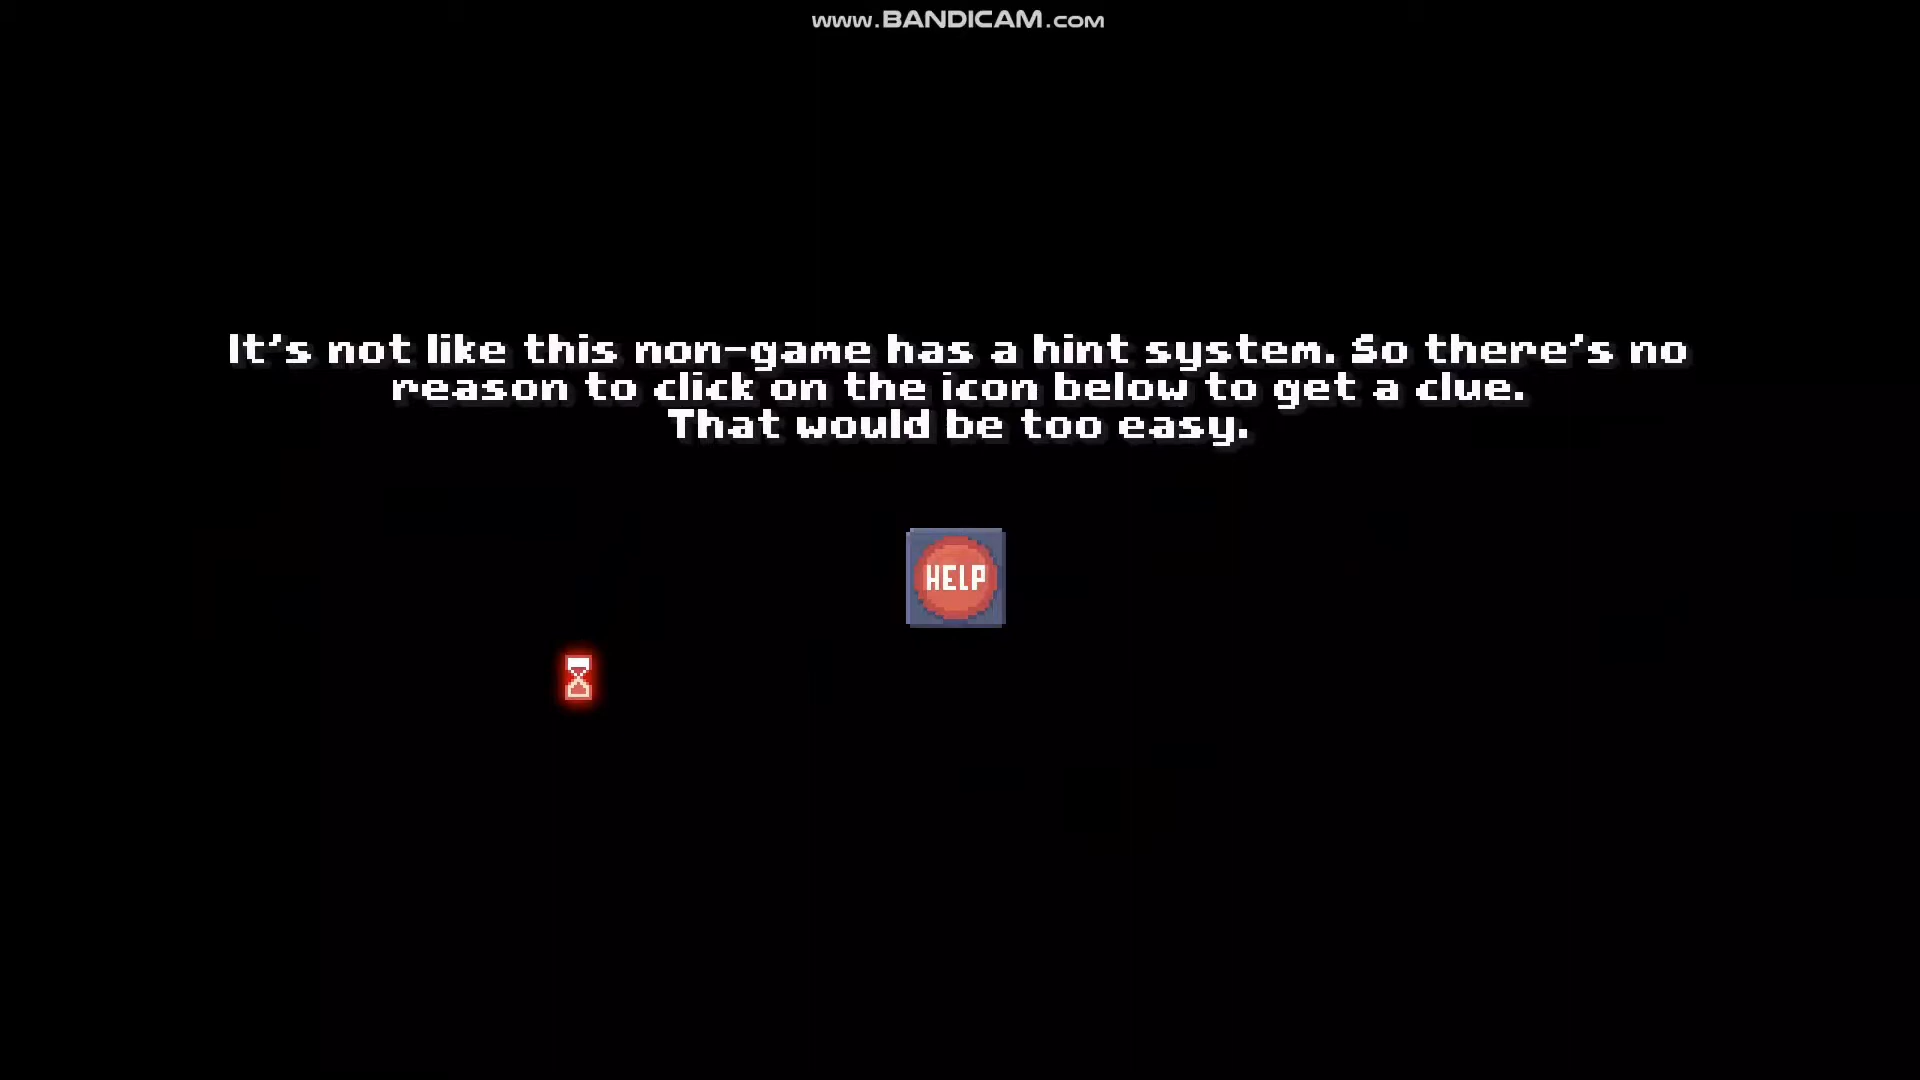 www.BANDICAM.COM
It's not like this non-game has a hint system. So there's no
reason to click on the icon below to get a clue.
That would be too easy.
HELP